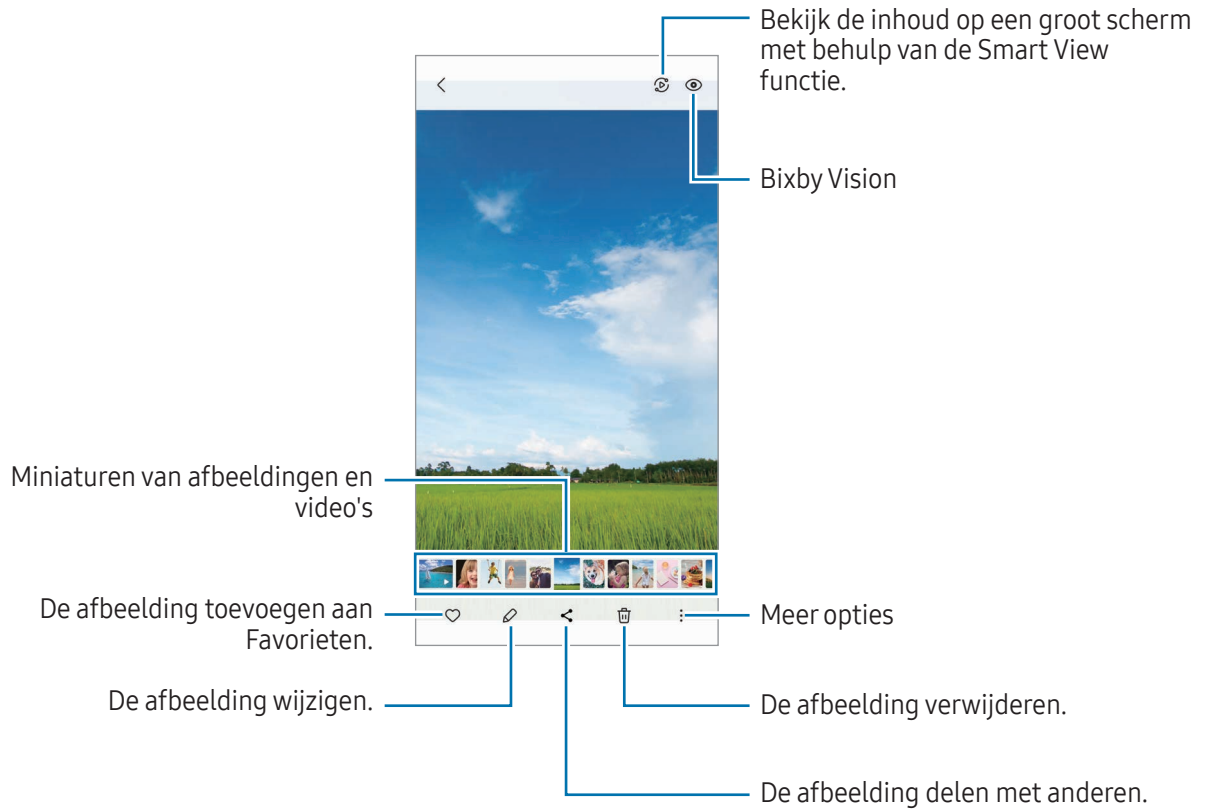 Bekijk de inhoud op een groot scherm
met behulp van de Smart View
functie.
Bixby Vision
Miniaturen van afbeeldingen en
video's
De afbeelding toevoegen aan
Favorieten.
Meer opties
De afbeelding wijzigen.
De afbeelding verwijderen.
De afbeelding delen met anderen.